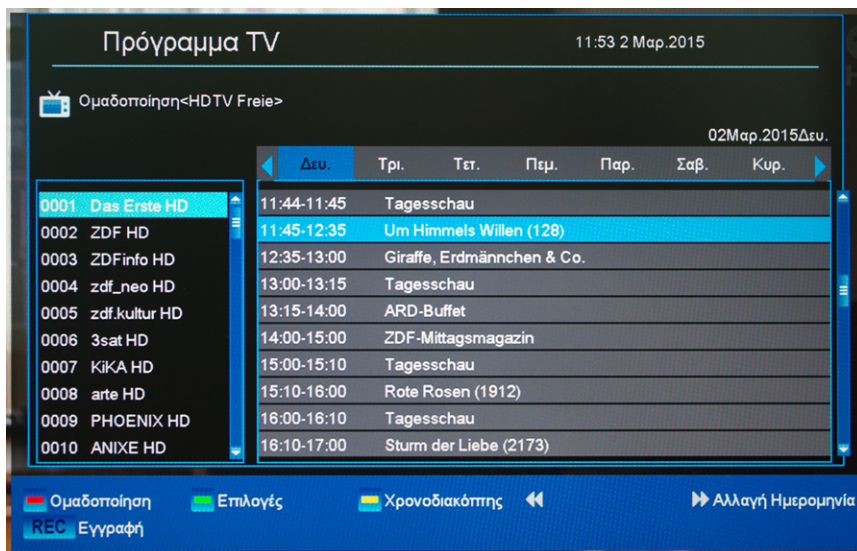 Πρόγραμμα TV
11:53 2 Μαρ.2015
Ομαδοποίηση<HDTV Freie>
02Μαρ.2015Δευ.
Δευ. Τρι. Τετ. Πεμ. Παρ. Σαβ. Κυρ.
0001 Das Erste HD
0002 ZDF HD
0003 ZDFinfo HD
0004 zdf_neo HD
0005 zdf.kultur HD
0006 3sat HD
0007 KiKA HD
0008 arte HD
0009 PHOENIX HD
0010 ANIXE HD
11:44-11:45 Tagesschau
11:45-12:35 Um Himmels Willen (128)
12:35-13:00 Giraffe, Erdmännchen & Co.
13:00-13:15 Tagesschau
13:15-14:00 ARD-Buffet
14:00-15:00 ZDF-Mittagsmagazin
15:00-15:10 Tagesschau
15:10-16:00 Rote Rosen (1912)
16:00-16:10 Tagesschau
16:10-17:00 Sturm der Liebe (2173)
Ομαδοποίηση Επιλογές Χρονοδιακόπτης Αλλαγή Ημερομηνία
REC Εγγραφή